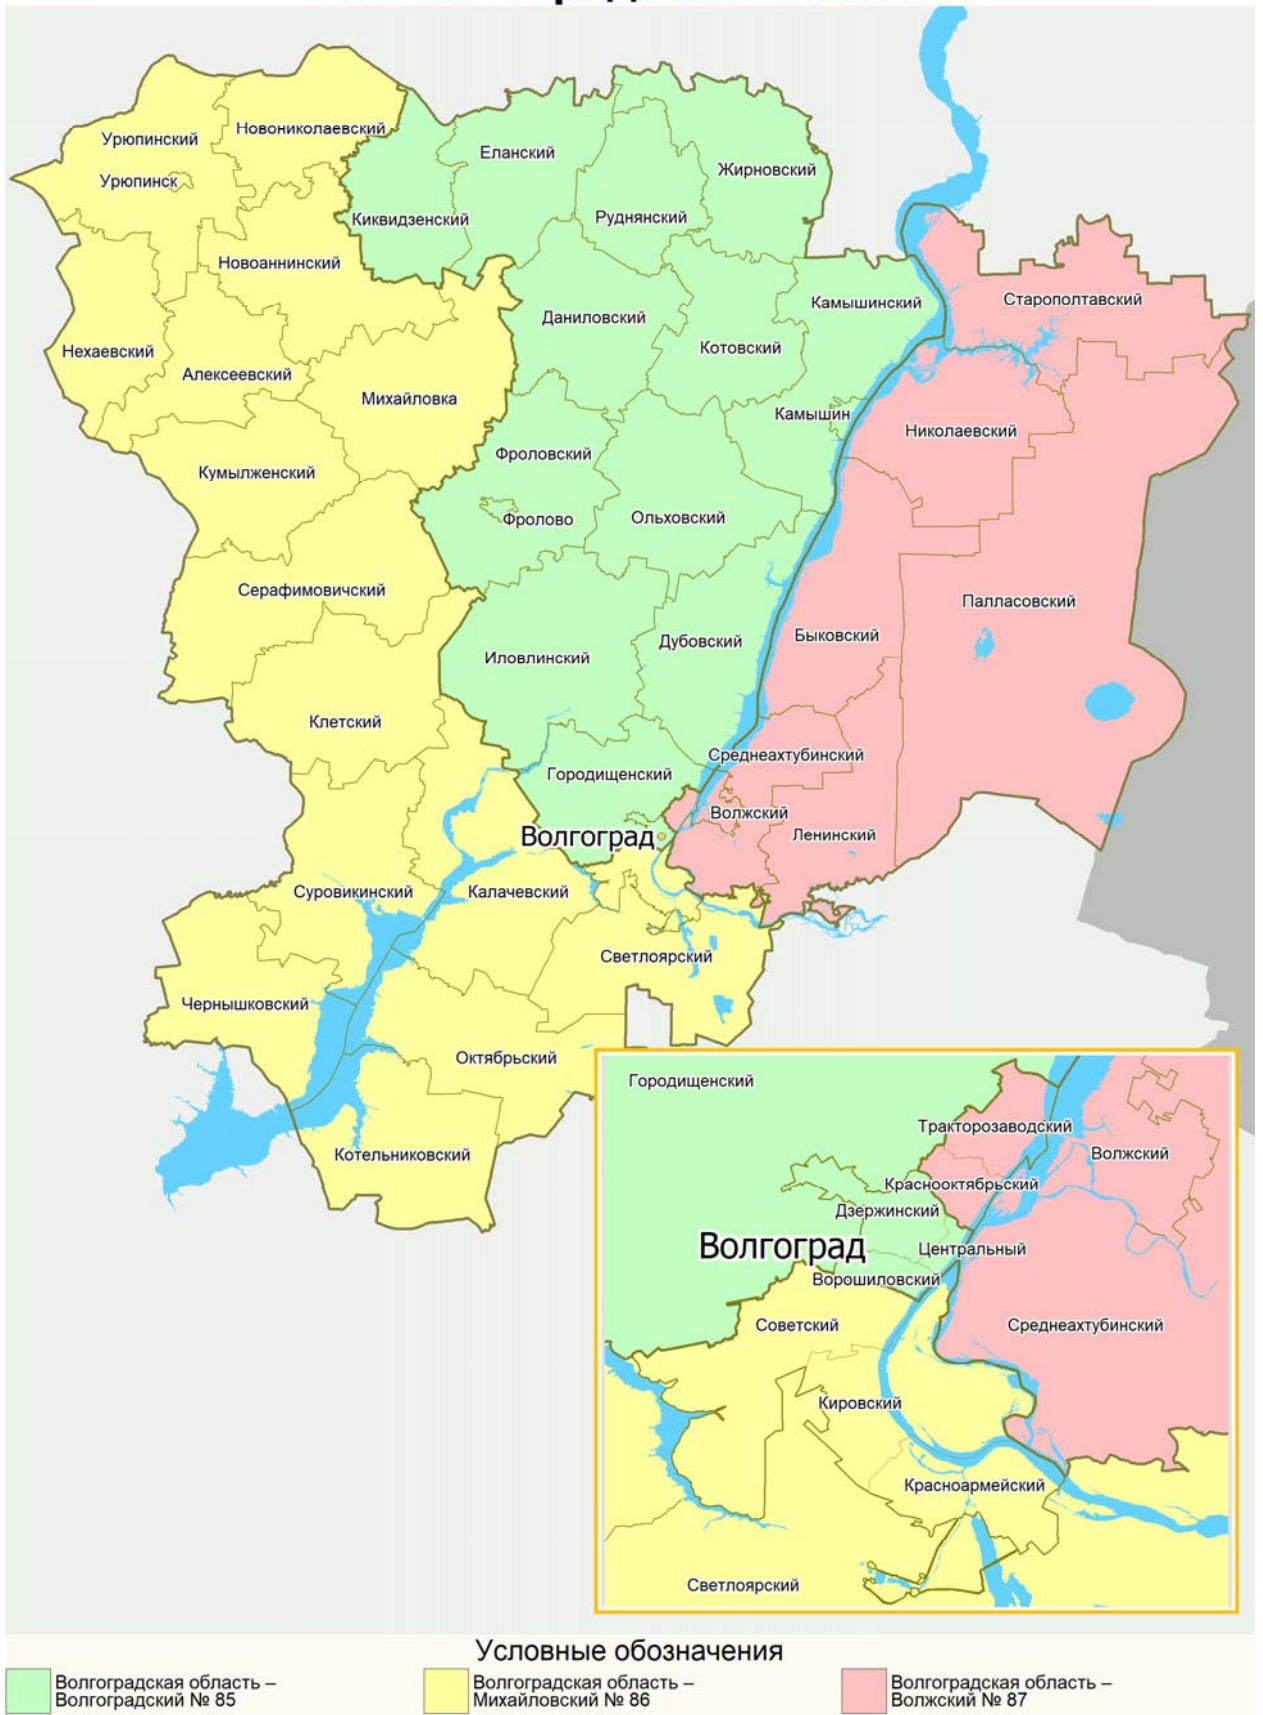 Урюпинский
Новониколаевский
Урюпинск
Еланский
Жирновский
Киквидзенский
Руднянский
Новоаннинский
Камышинский
Старополтавский
Даниловский
Котовский
Нехаевский
Алексеевский
Михайловка
Камышин
Николаевский
Кумылженский
Фроловский
Фролово
Ольховский
Серафимовичский
Палласовский
Быковский
Дубовский
Иловлинский
Клетский
Среднеахтубинский
Городищенский
Волжский
Волгоград
Ленинский
Суровикинский
Калачевский
Светлоярский
Чернышковский
Октябрьский
Котельниковский
Городищенский
Тракторозаводский
Волжский
Краснооктябрьский
Дзержинский
Волгоград
Центральный
Ворошиловский
Советский
Среднеахтубинский
Кировский
Красноармейский
Светлоярский
Условные обозначения
Волгоградская область –
Волгоградский № 85
Волгоградская область –
Михайловский № 86
Волгоградская область –
Волжский № 87